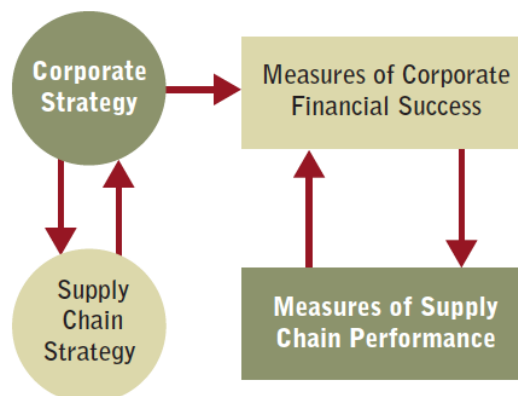 Corporate
Strategy
Measures of Corporate
Financial Success
Supply
Chain
Strategy
Measures of Supply
Chain Performance